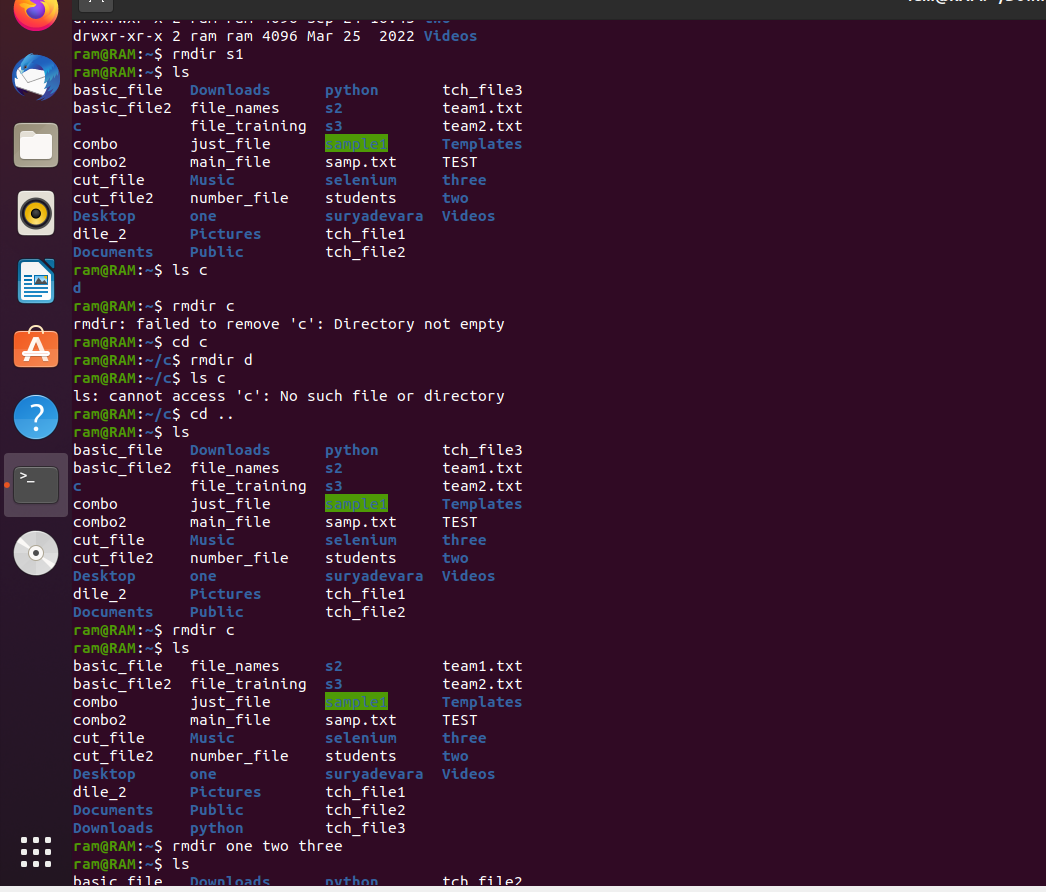 drwxr-xr-x 2 ram ram 4096 Mar 25  2022 Videos
ram@RAM:~$ rmdir s1
ram@RAM:~$ ls
basic_file   Downloads      python       tch_file3
basic_file2  file_names     s2           team1.txt
c            file_training  s3           team2.txt
combo        just_file      sample1      Templates
combo2       main_file      samp.txt     TEST
cut_file     Music          selenium     three
cut_file2    number_file    students     two
Desktop      one            suryadevara  Videos
dile_2       Pictures       tch_file1
Documents    Public         tch_file2
ram@RAM:~$ ls c
d
ram@RAM:~$ rmdir c
rmdir: failed to remove 'c': Directory not empty
ram@RAM:~$ cd c
ram@RAM:~/c$ rmdir d
ram@RAM:~/c$ ls c
ls: cannot access 'c': No such file or directory
ram@RAM:~/c$ cd ..
ram@RAM:~$ ls
basic_file   Downloads      python       tch_file3
basic_file2  file_names     s2           team1.txt
c            file_training  s3           team2.txt
combo        just_file      sample1      Templates
combo2       main_file      samp.txt     TEST
cut_file     Music          selenium     three
cut_file2    number_file    students     two
Desktop      one            suryadevara  Videos
dile_2       Pictures       tch_file1
Documents    Public         tch_file2
ram@RAM:~$ rmdir c
ram@RAM:~$ ls
basic_file   file_names     s2           team1.txt
basic_file2  file_training  s3           team2.txt
combo        just_file      sample1      Templates
combo2       main_file      samp.txt     TEST
cut_file     Music          selenium     three
cut_file2    number_file    students     two
Desktop      one            suryadevara  Videos
dile_2       Pictures       tch_file1
Documents    Public         tch_file2
Downloads    python         tch_file3
ram@RAM:~$ rmdir one two three
ram@RAM:~$ ls
basic_file   Downloads      python       tch_file2